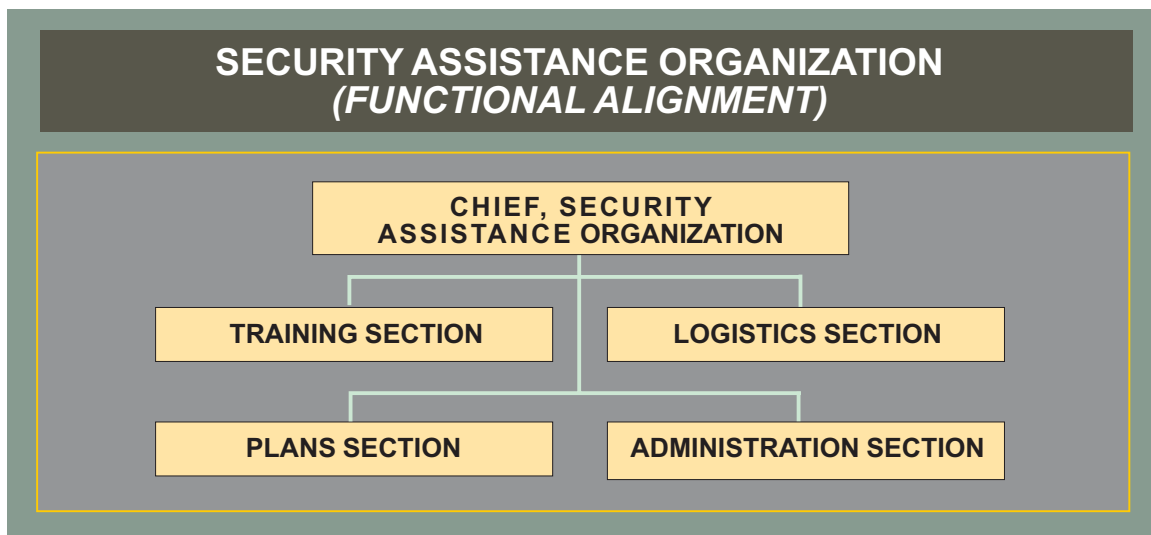 SECURITY ASSISTANCE ORGANIZATION
(FUNCTIONAL ALIGNMENT)
CHIEF, SECURITY
ASSISTANCE ORGANIZATION
TRAINING SECTION
LOGISTICS SECTION
PLANS SECTION
ADMINISTRATION SECTION